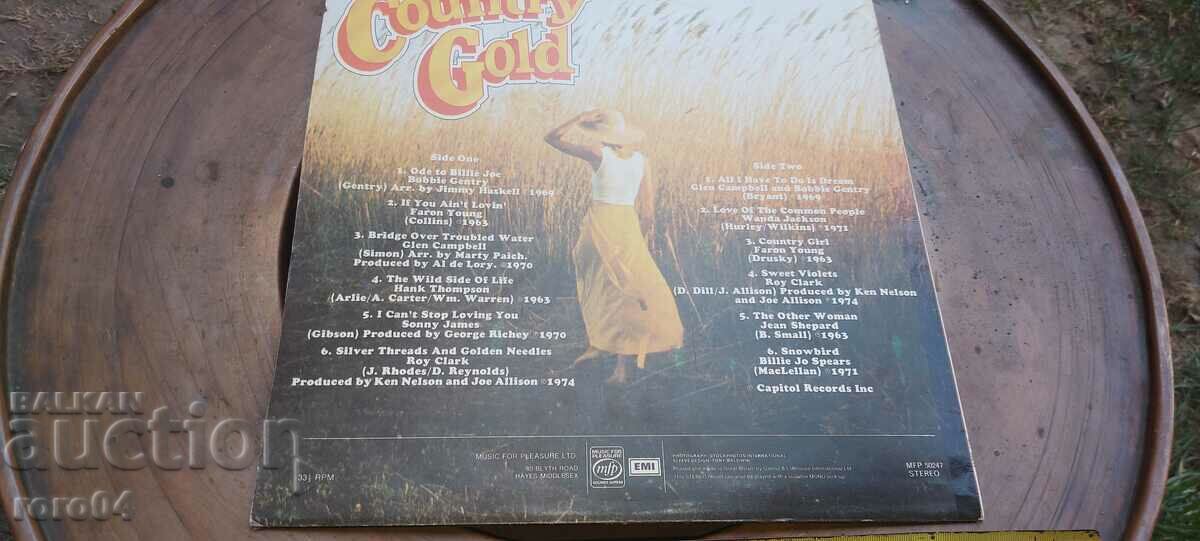 Country
Gold
Side One
1. Ode to Billie Joe
Bobbie Gentry
(Gentry) Arr. by Jimmy Haskell ℗1969
2. If You Ain't Lovin'
Faron Young
(Collins) ℗1963
3. Bridge Over Troubled Water
Glen Campbell
(Simon) Arr. by Marty Paich.
Produced by Al de Lory. ℗1970
4. The Wild Side Of Life
Hank Thompson
(Arlie/A. Carter/Wm. Warren) ℗1963
5. I Can't Stop Loving You
Sonny James
(Gibson) Produced by George Richey ℗1970
6. Silver Threads And Golden Needles
Roy Clark
(J. Rhodes/D. Reynolds)
Produced by Ken Nelson and Joe Allison ℗1974
Side Two
1. All I Have To Do Is Dream
Glen Campbell and Bobbie Gentry
(Bryant) ℗1969
2. Love Of The Common People
Wanda Jackson
(Hurley/Wilkins) ℗1971
3. Country Girl
Faron Young
(Drusky) ℗1963
4. Sweet Violets
Roy Clark
(D. Dill/J. Allison) Produced by Ken Nelson
and Joe Allison ℗1974
5. The Other Woman
Jean Shepard
(B. Small) ℗1963
6. Snowbird
Billie Jo Spears
(MacLellan) ℗1971
℗ Capitol Records Inc
33⅓ RPM
MUSIC FOR PLEASURE LTD.
80 BLYTH ROAD
HAYES MIDDLESEX
MUSIC FOR
PLEASURE
mfp
EMI
PHOTOGRAPH: STOCKPHOTOS INTERNATIONAL
SLEEVE DESIGN: TONY BALDWIN
MFP 50247
STEREO
BALKAN
auction
roro04